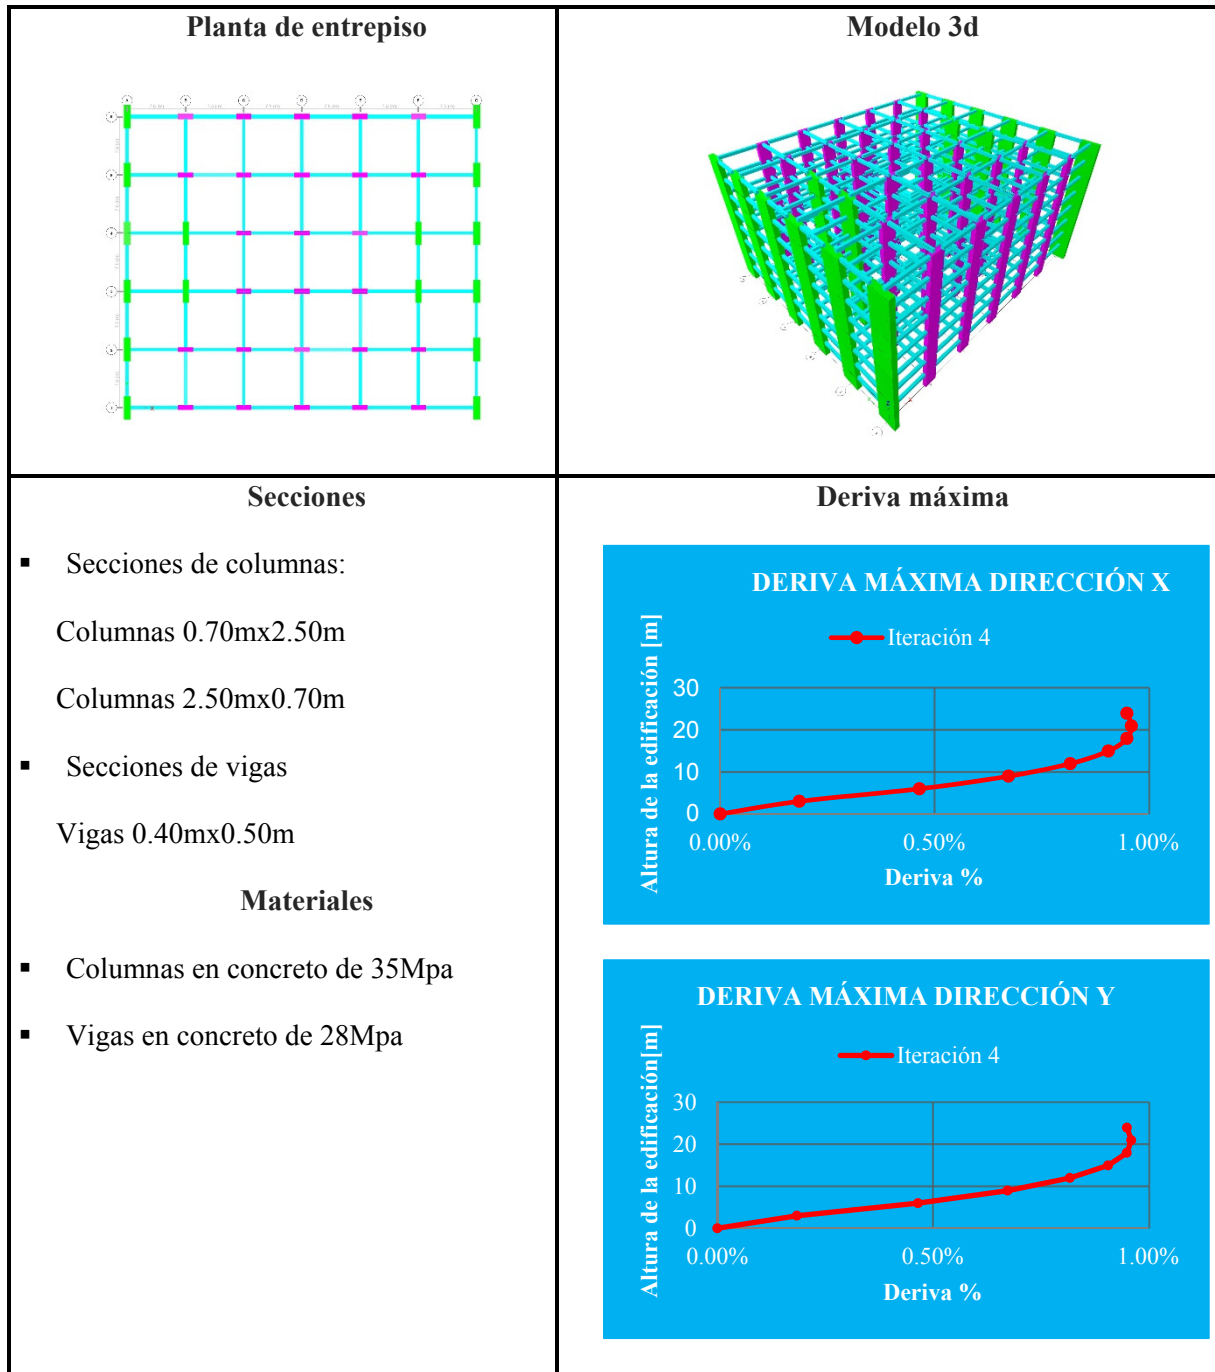 Planta de entrepiso
Modelo 3d
Secciones
▪ Secciones de columnas:
Columnas 0.70mx2.50m
Columnas 2.50mx0.70m
▪ Secciones de vigas
Vigas 0.40mx0.50m
Materiales
▪ Columnas en concreto de 35Mpa
▪ Vigas en concreto de 28Mpa
Deriva máxima
DERIVA MÁXIMA DIRECCIÓN X
Iteración 4
Altura de la edificación [m]
30
20
10
0
0.00% 0.50% 1.00%
Deriva %
DERIVA MÁXIMA DIRECCIÓN Y
Iteración 4
Altura de la edificación[m]
30
20
10
0
0.00% 0.50% 1.00%
Deriva %